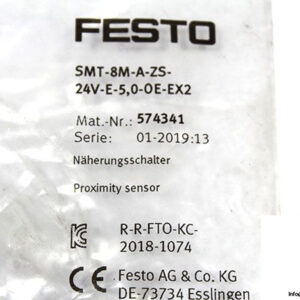 FESTO
SMT-8M-A-ZS-
24V-E-5,0-OE-EX2
Mat.-Nr.: 574341
Serie: 01-2019:13
Näherungsschalter
Proximity sensor
R-R-FTO-KC-
2018-1074
CE Festo AG & Co. KG
DE-73734 Esslingen